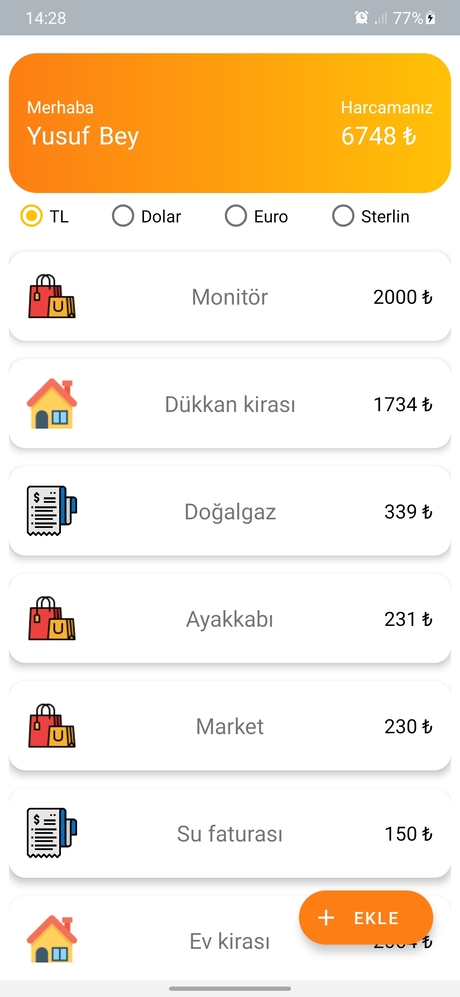 14:28
77%
Merhaba
Harcamanız
Yusuf Bey
6748 ₺
TL
Dolar
Euro
Sterlin
Monitör
2000 ₺
Dükkan kirası
1734 ₺
Doğalgaz
339 ₺
Ayakkabı
231 ₺
Market
230 ₺
Su faturası
150 ₺
Ev kirası
+ EKLE